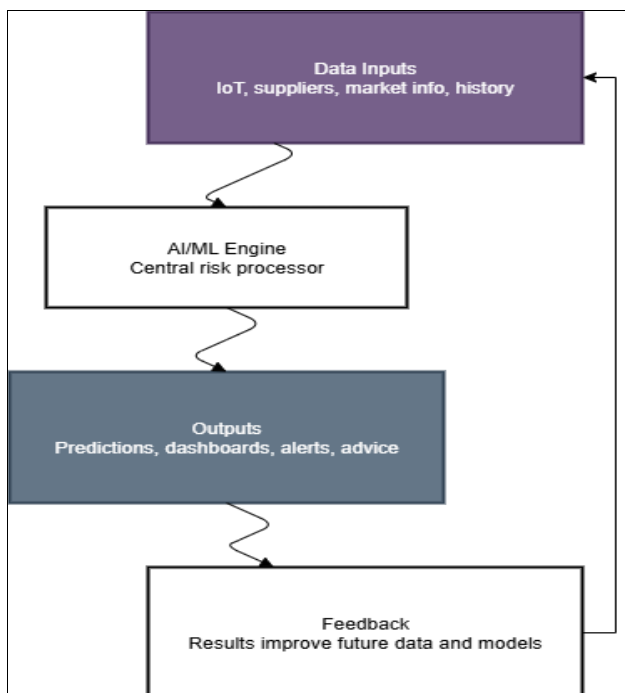 Data Inputs
IoT, suppliers, market info, history
AI/ML Engine
Central risk processor
Outputs
Predictions, dashboards, alerts, advice
Feedback
Results improve future data and models